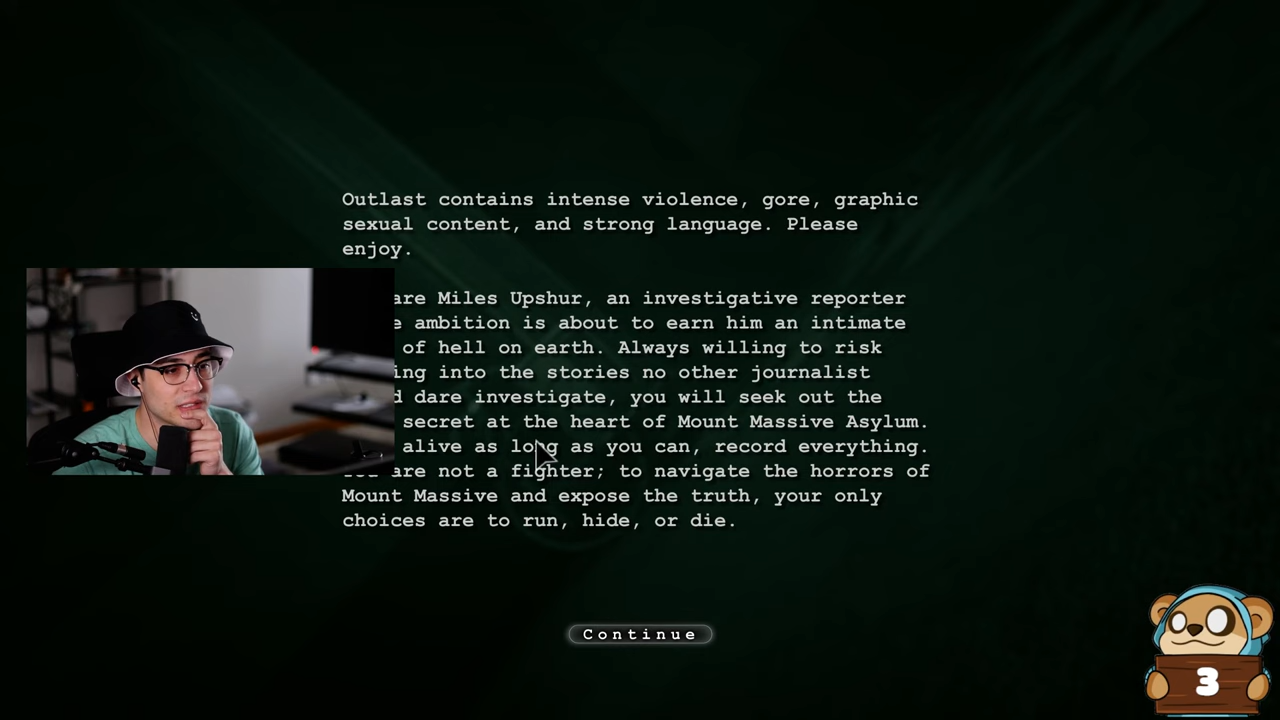 Outlast contains intense violence, gore, graphic
sexual content, and strong language. Please
enjoy.
are Miles Upshur, an investigative reporter
ambition is about to earn him an intimate
of hell on earth. Always willing to risk
into the stories no other journalist
dare investigate, you will seek out the
secret at the heart of Mount Massive Asylum.
alive as long as you can, record everything.
You are not a fighter; to navigate the horrors of
Mount Massive and expose the truth, your only
choices are to run, hide, or die.
Continue
3